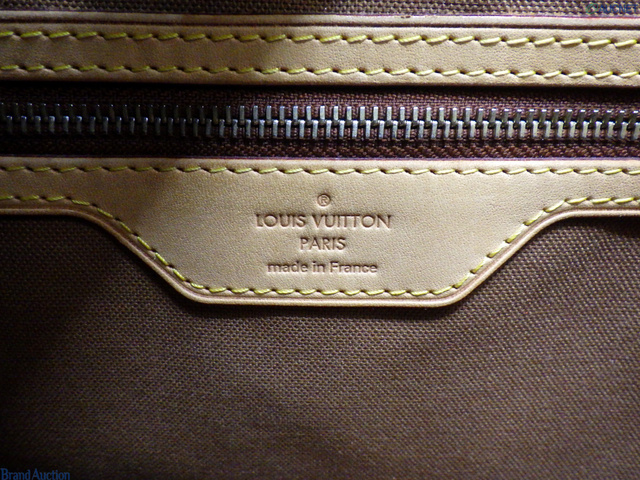 ®
LOUIS VUITTON
PARIS
made in France
Brand Auction